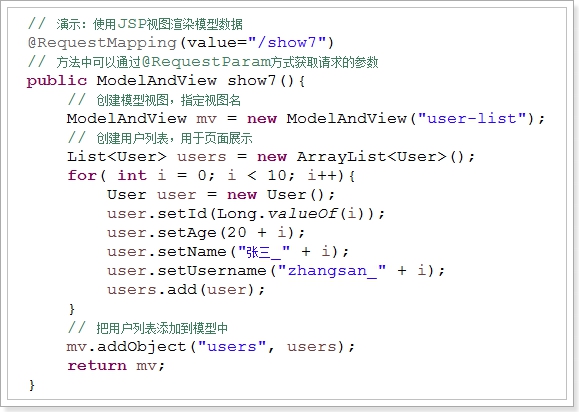 // 演示：使用JSP视图渲染模型数据
@RequestMapping(value="/show7")
// 方法中可以通过@RequestParam方式获取请求的参数
public ModelAndView show7(){
    // 创建模型视图，指定视图名
    ModelAndView mv = new ModelAndView("user-list");
    // 创建用户列表，用于页面展示
    List<User> users = new ArrayList<User>();
    for( int i = 0; i < 10; i++){
        User user = new User();
        user.setId(Long.valueOf(i));
        user.setAge(20 + i);
        user.setName("张三_" + i);
        user.setUsername("zhangsan_" + i);
        users.add(user);
    }
    // 把用户列表添加到模型中
    mv.addObject("users", users);
    return mv;
}